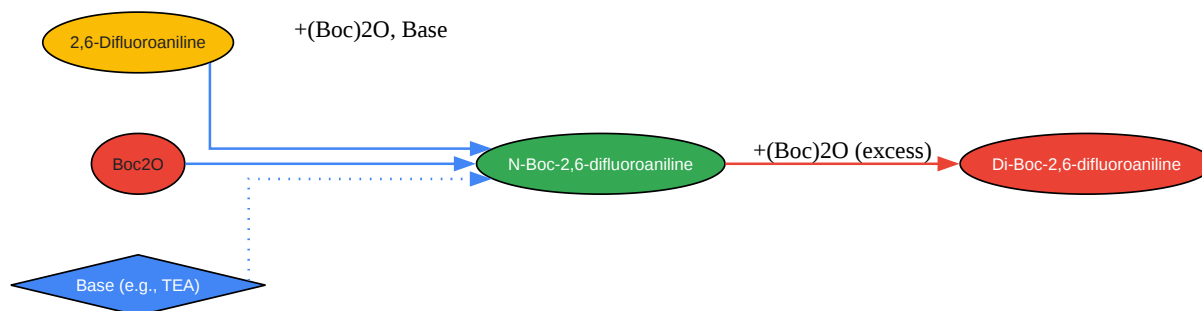 2,6-Difluoroaniline
+(Boc)2O, Base
Boc2O
N-Boc-2,6-difluoroaniline
+(Boc)2O (excess)
Di-Boc-2,6-difluoroaniline
Base (e.g., TEA)